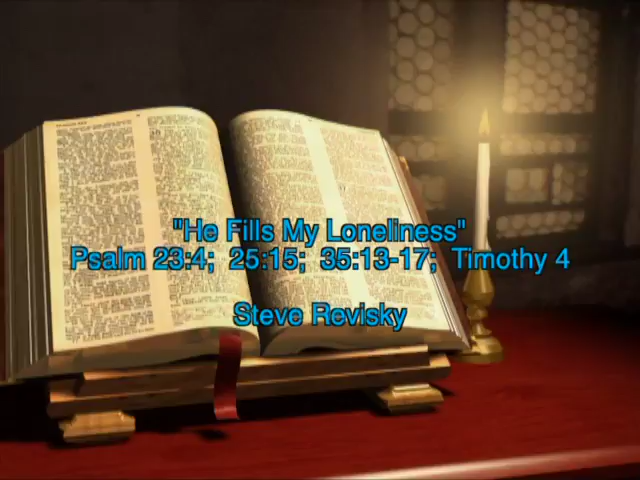 "He Fills My Loneliness"
Psalm 23:4;  25:15;  35:13-17;  Timothy 4
Steve Revisky